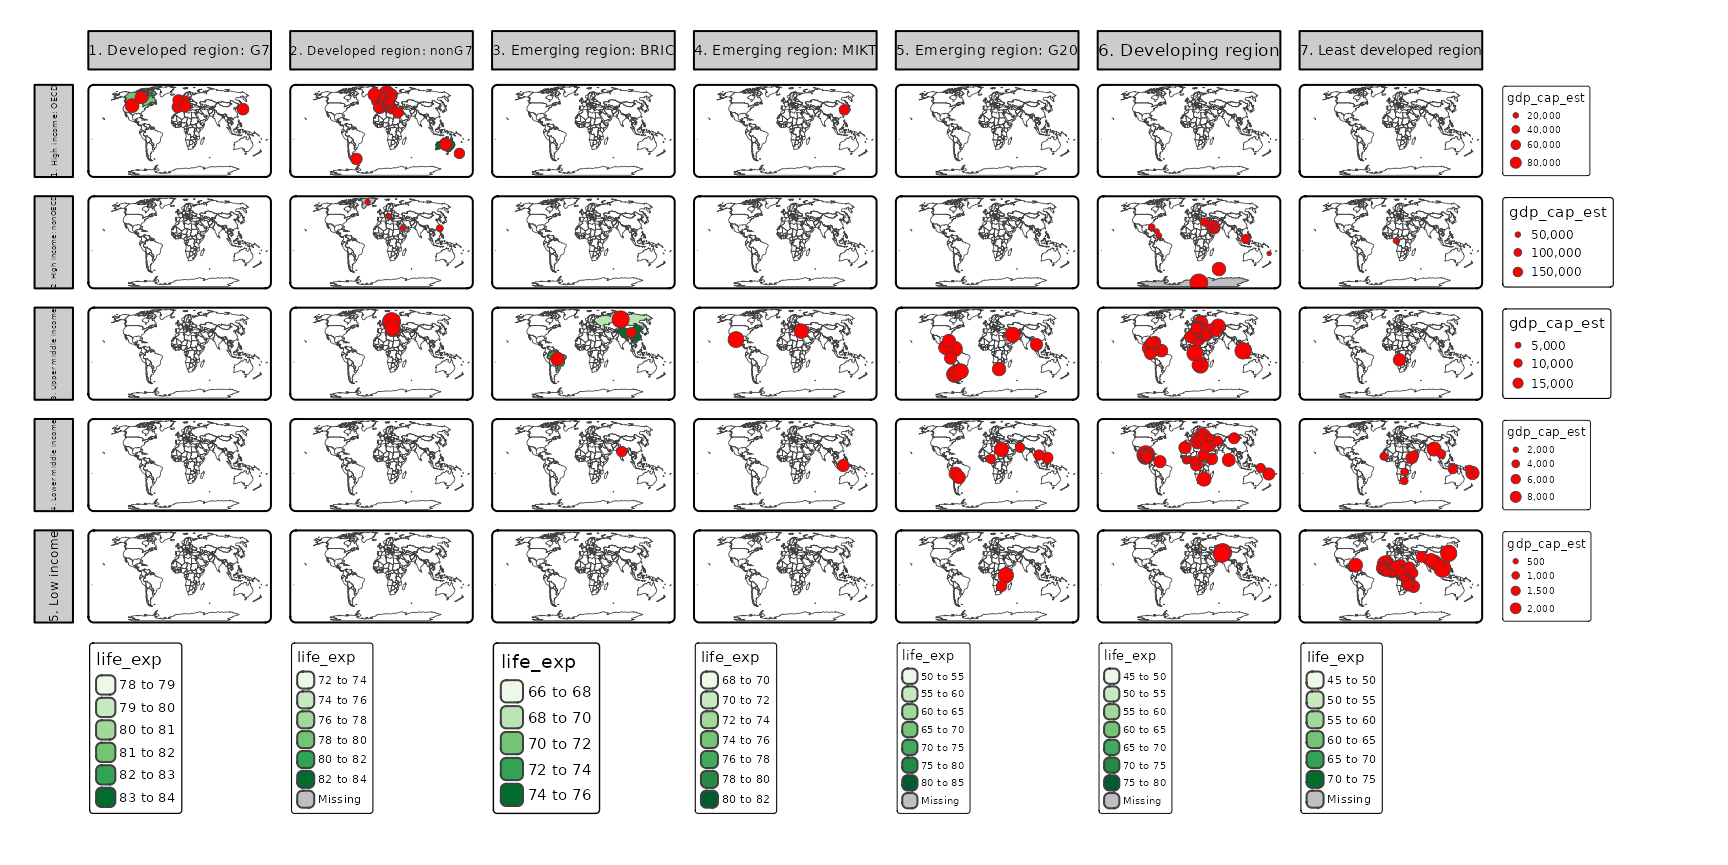 1. Developed region: G7
2. Developed region: nonG7
3. Emerging region: BRIC
4. Emerging region: MIKT
5. Emerging region: G20
6. Developing region
7. Least developed region
1. High income: OECD
gdp_cap_est
20,000
40,000
60,000
80,000
2. High income: nonOECD
gdp_cap_est
50,000
100,000
150,000
3. Upper middle income
gdp_cap_est
5,000
10,000
15,000
4. Lower middle income
gdp_cap_est
2,000
4,000
6,000
8,000
5. Low income
gdp_cap_est
500
1,000
1,500
2,000
life_exp
78 to 79
79 to 80
80 to 81
81 to 82
82 to 83
83 to 84
life_exp
72 to 74
74 to 76
76 to 78
78 to 80
80 to 82
82 to 84
Missing
life_exp
66 to 68
68 to 70
70 to 72
72 to 74
74 to 76
life_exp
68 to 70
70 to 72
72 to 74
74 to 76
76 to 78
78 to 80
80 to 82
life_exp
50 to 55
55 to 60
60 to 65
65 to 70
70 to 75
75 to 80
80 to 85
Missing
life_exp
45 to 50
50 to 55
55 to 60
60 to 65
65 to 70
70 to 75
75 to 80
Missing
life_exp
45 to 50
50 to 55
55 to 60
60 to 65
65 to 70
70 to 75
Missing